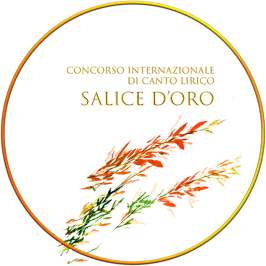 CONCORSO INTERNAZIONALE
DI CANTO LIRICO
SALICE D'ORO